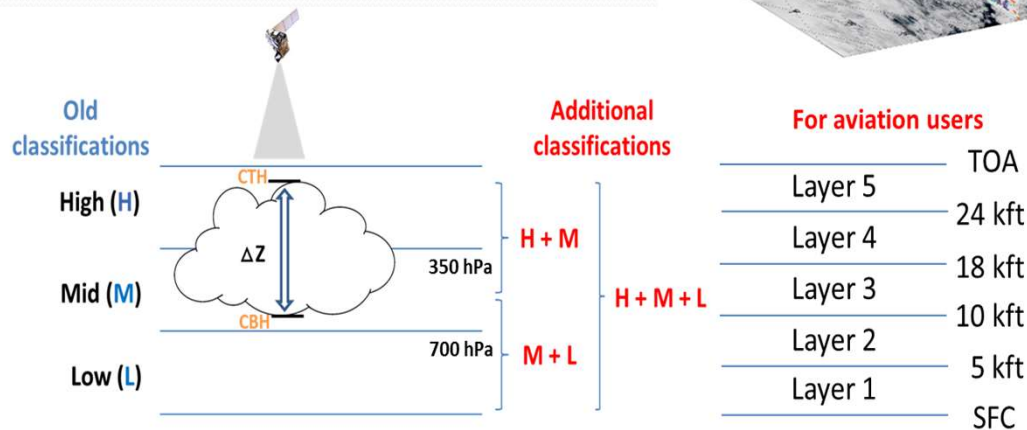 Old
classifications
High (H)
Mid (M)
Low (L)
CTH
ΔZ
CBH
350 hPa
700 hPa
Additional
classifications
H + M
M + L
H + M + L
For aviation users
TOA
Layer 5
24 kft
Layer 4
18 kft
Layer 3
10 kft
Layer 2
5 kft
Layer 1
SFC